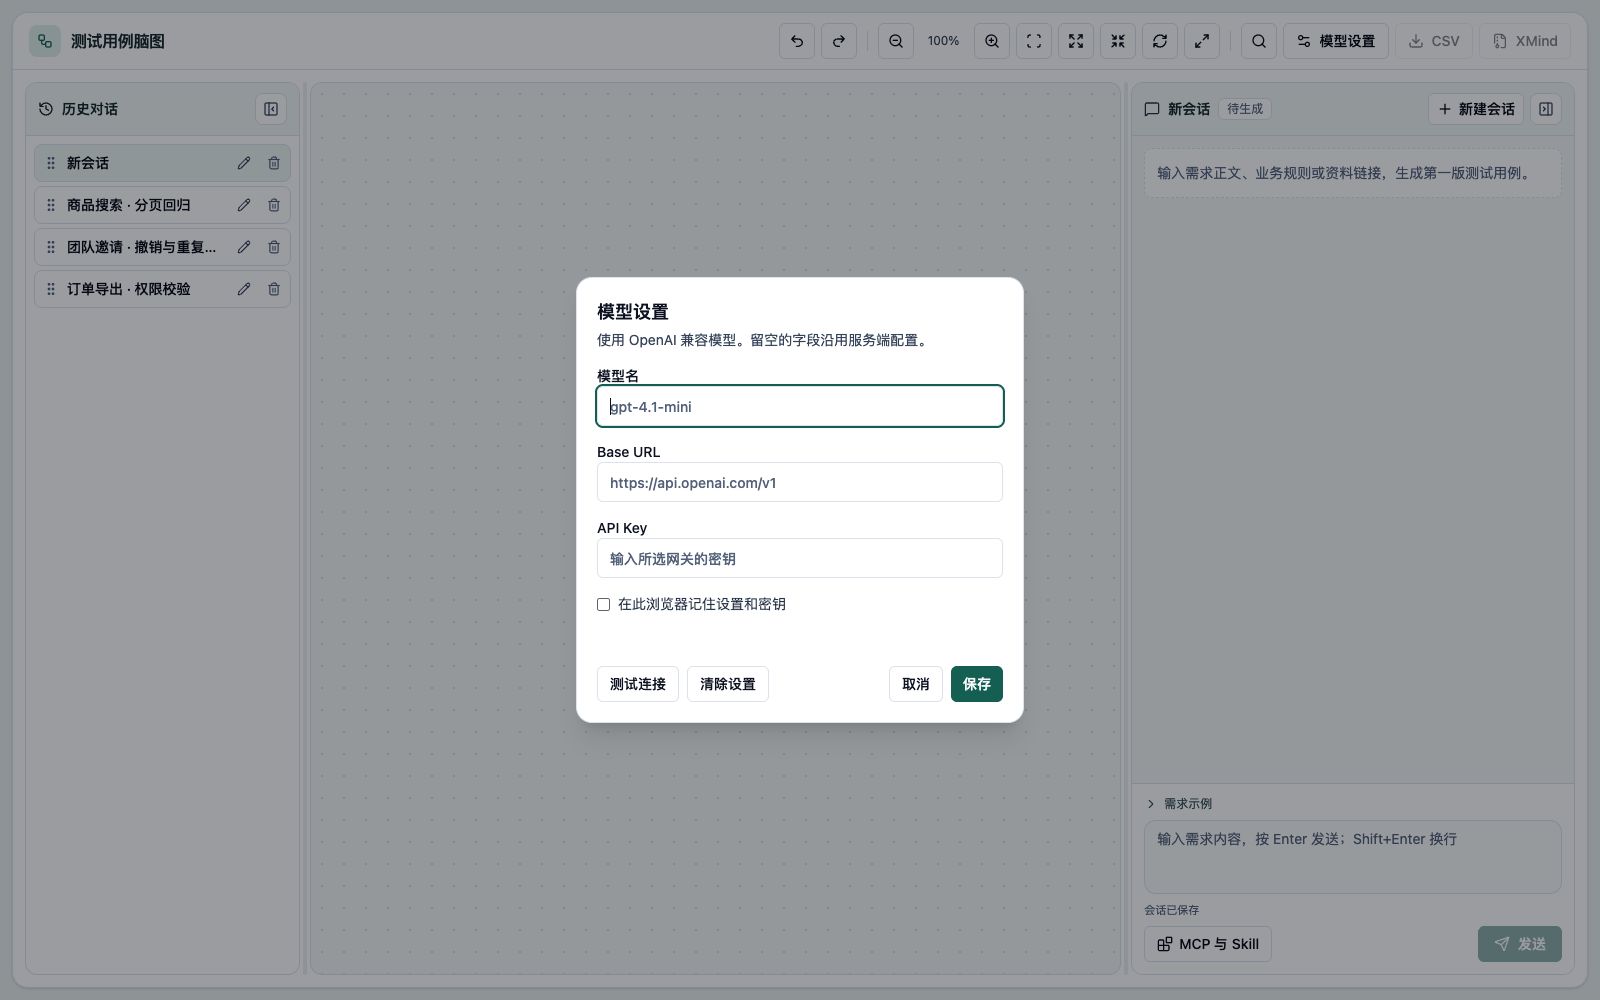 测试用例脑图
100%
模型设置
CSV
XMind
历史对话
新会话
商品搜索 · 分页回归
团队邀请 · 撤销与重复...
订单导出 · 权限校验
新会话
待生成
新建会话
输入需求正文、业务规则或资料链接，生成第一版测试用例。
模型设置
使用 OpenAI 兼容模型。留空的字段沿用服务端配置。
模型名
gpt-4.1-mini
Base URL
https://api.openai.com/v1
API Key
输入所选网关的密钥
在此浏览器记住设置和密钥
测试连接
清除设置
取消
保存
需求示例
输入需求内容，按 Enter 发送；Shift+Enter 换行
会话已保存
MCP 与 Skill
发送